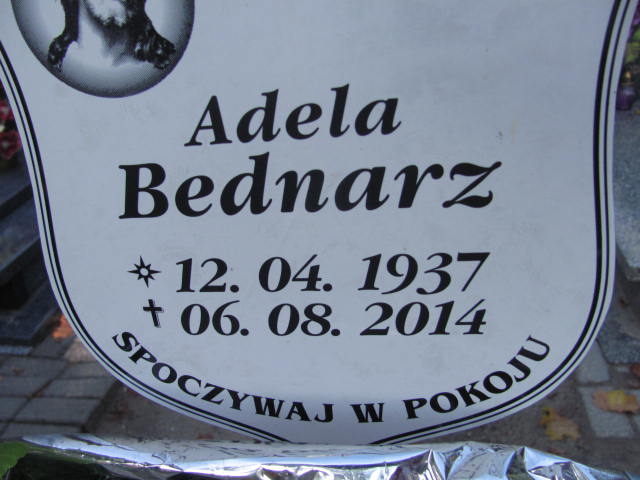 Adela
Bednarz
* 12. 04. 1937
✝ 06. 08. 2014
SPOCZYWAJ W POKOJU